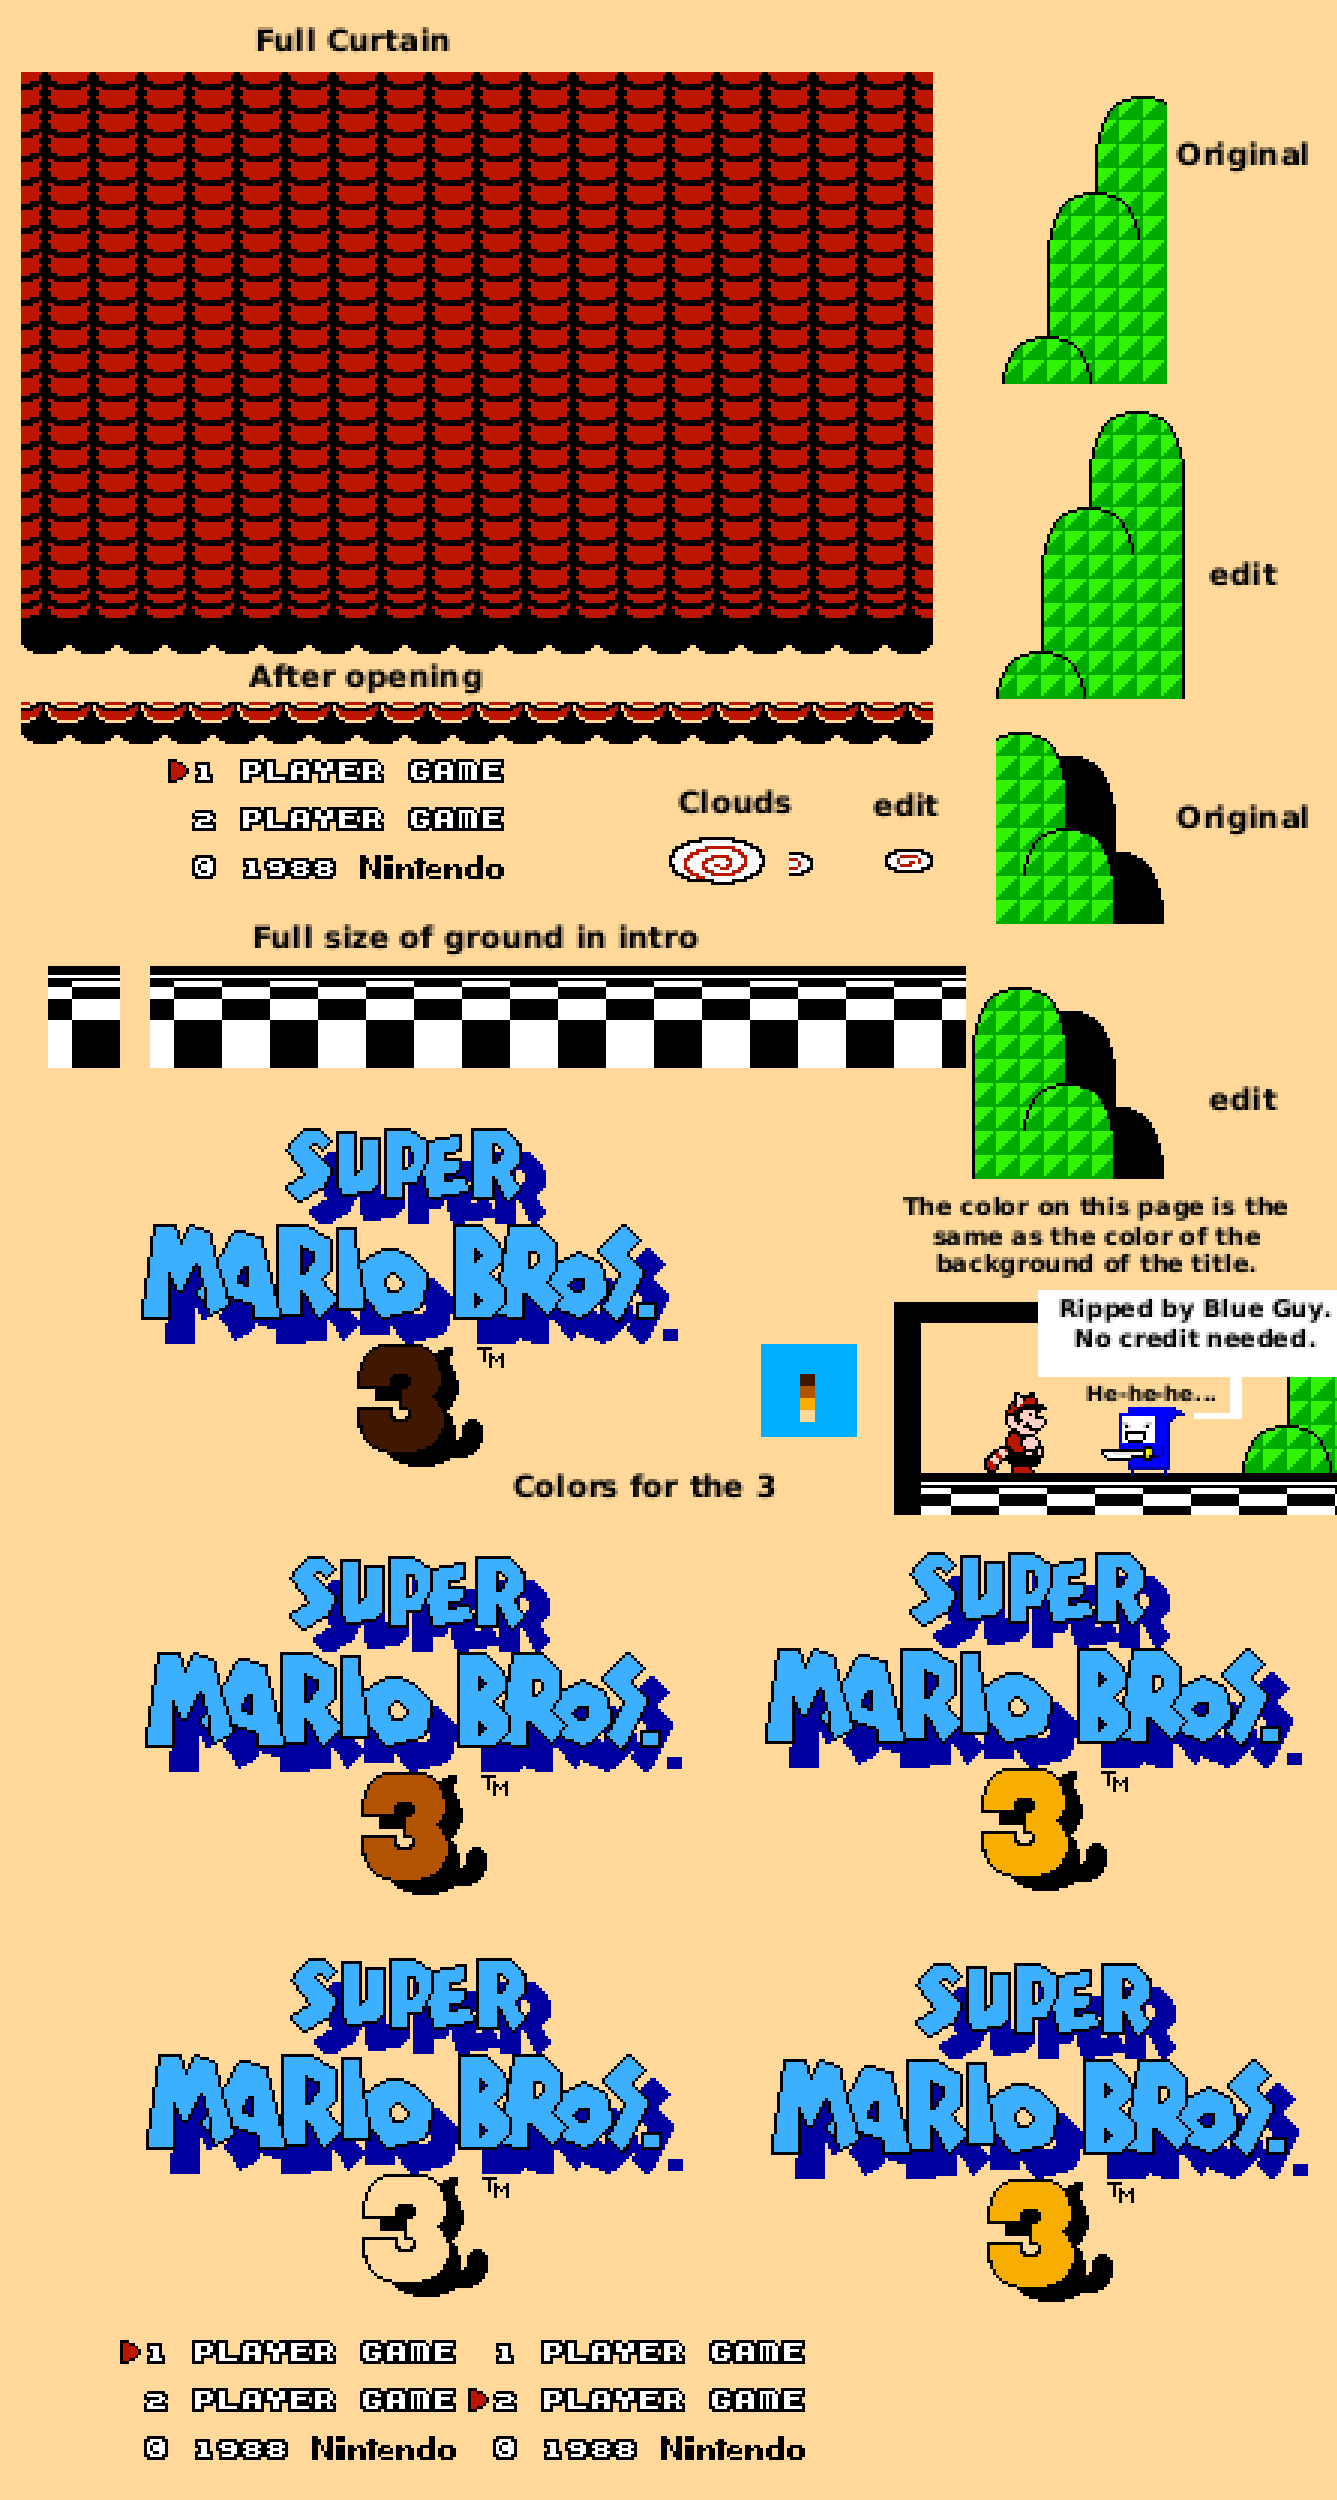 Full Curtain
Original
edit
After opening
1 PLAYER GAME
2 PLAYER GAME
© 1988 Nintendo
Clouds
edit
Original
Full size of ground in intro
edit
SUPER
MARIO BROS.
3 TM
The color on this page is the
same as the color of the
background of the title.
Ripped by Blue Guy.
No credit needed.
He-he-he...
Colors for the 3
SUPER
MARIO BROS.
3 TM
SUPER
MARIO BROS.
3 TM
SUPER
MARIO BROS.
3 TM
SUPER
MARIO BROS.
3 TM
1 PLAYER GAME
2 PLAYER GAME
© 1988 Nintendo
1 PLAYER GAME
2 PLAYER GAME
© 1988 Nintendo